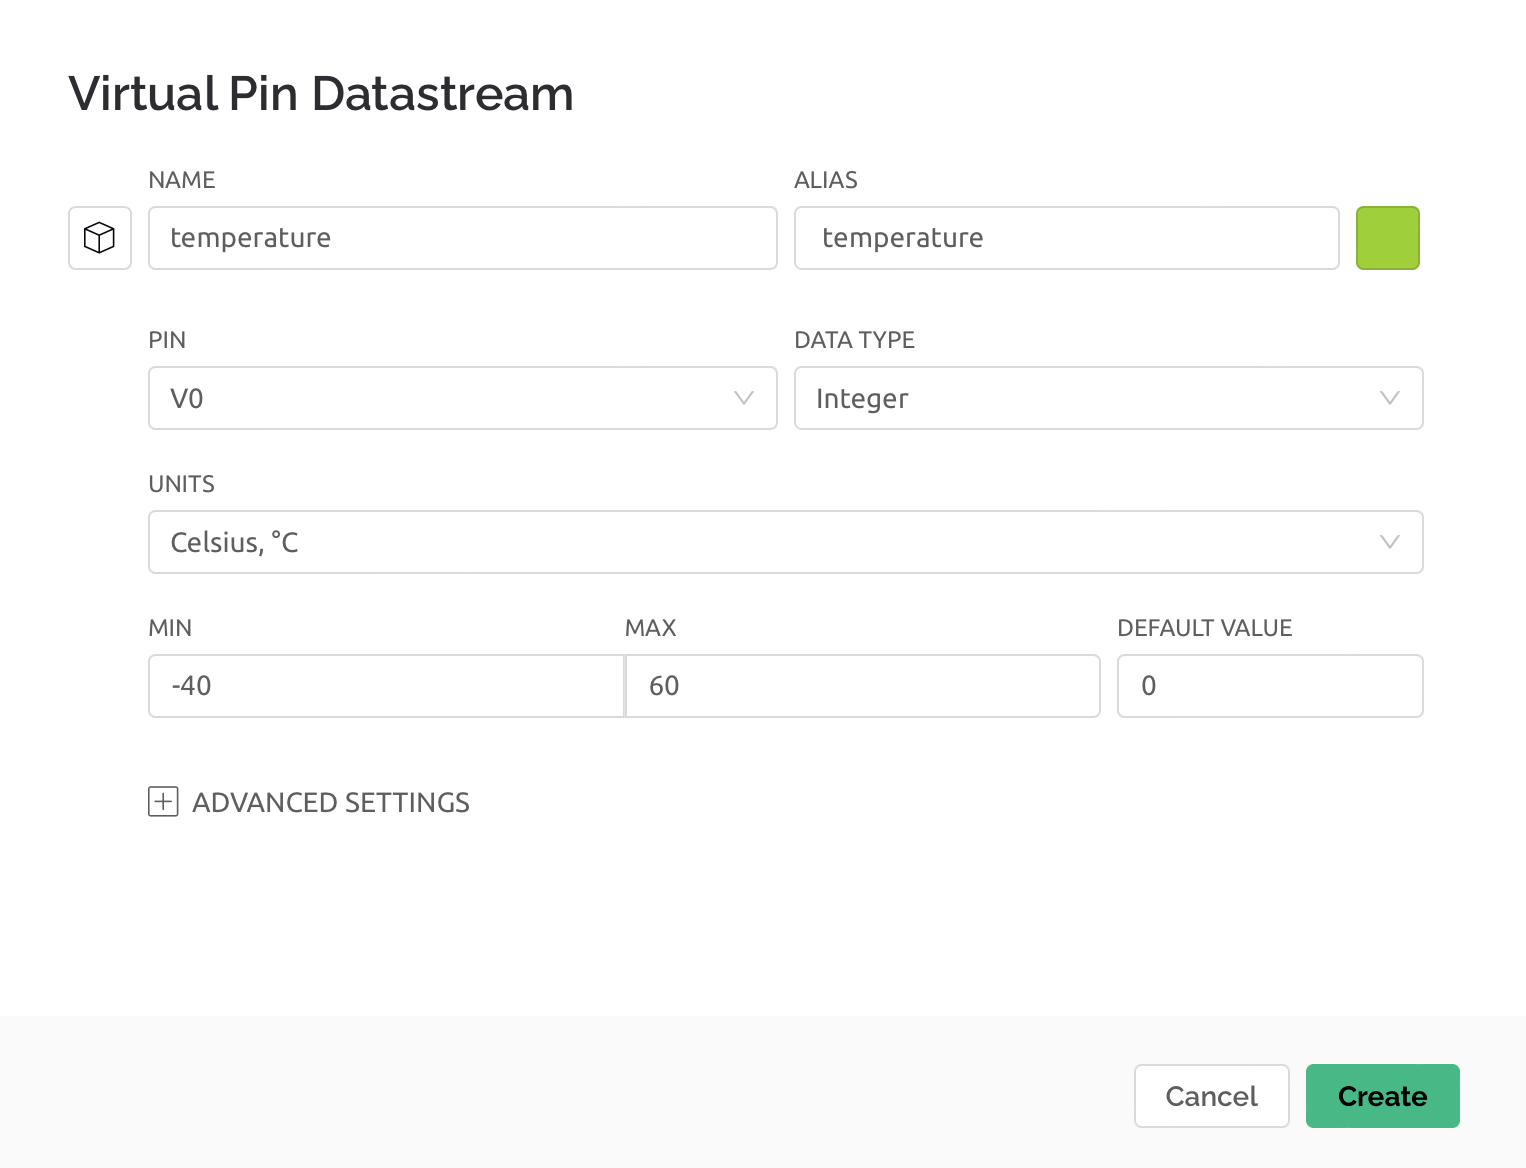 Virtual Pin Datastream
NAME ALIAS
temperature temperature
PIN DATA TYPE
V0 Integer
UNITS
Celsius, °C
MIN MAX DEFAULT VALUE
-40 60 0
ADVANCED SETTINGS
Cancel Create